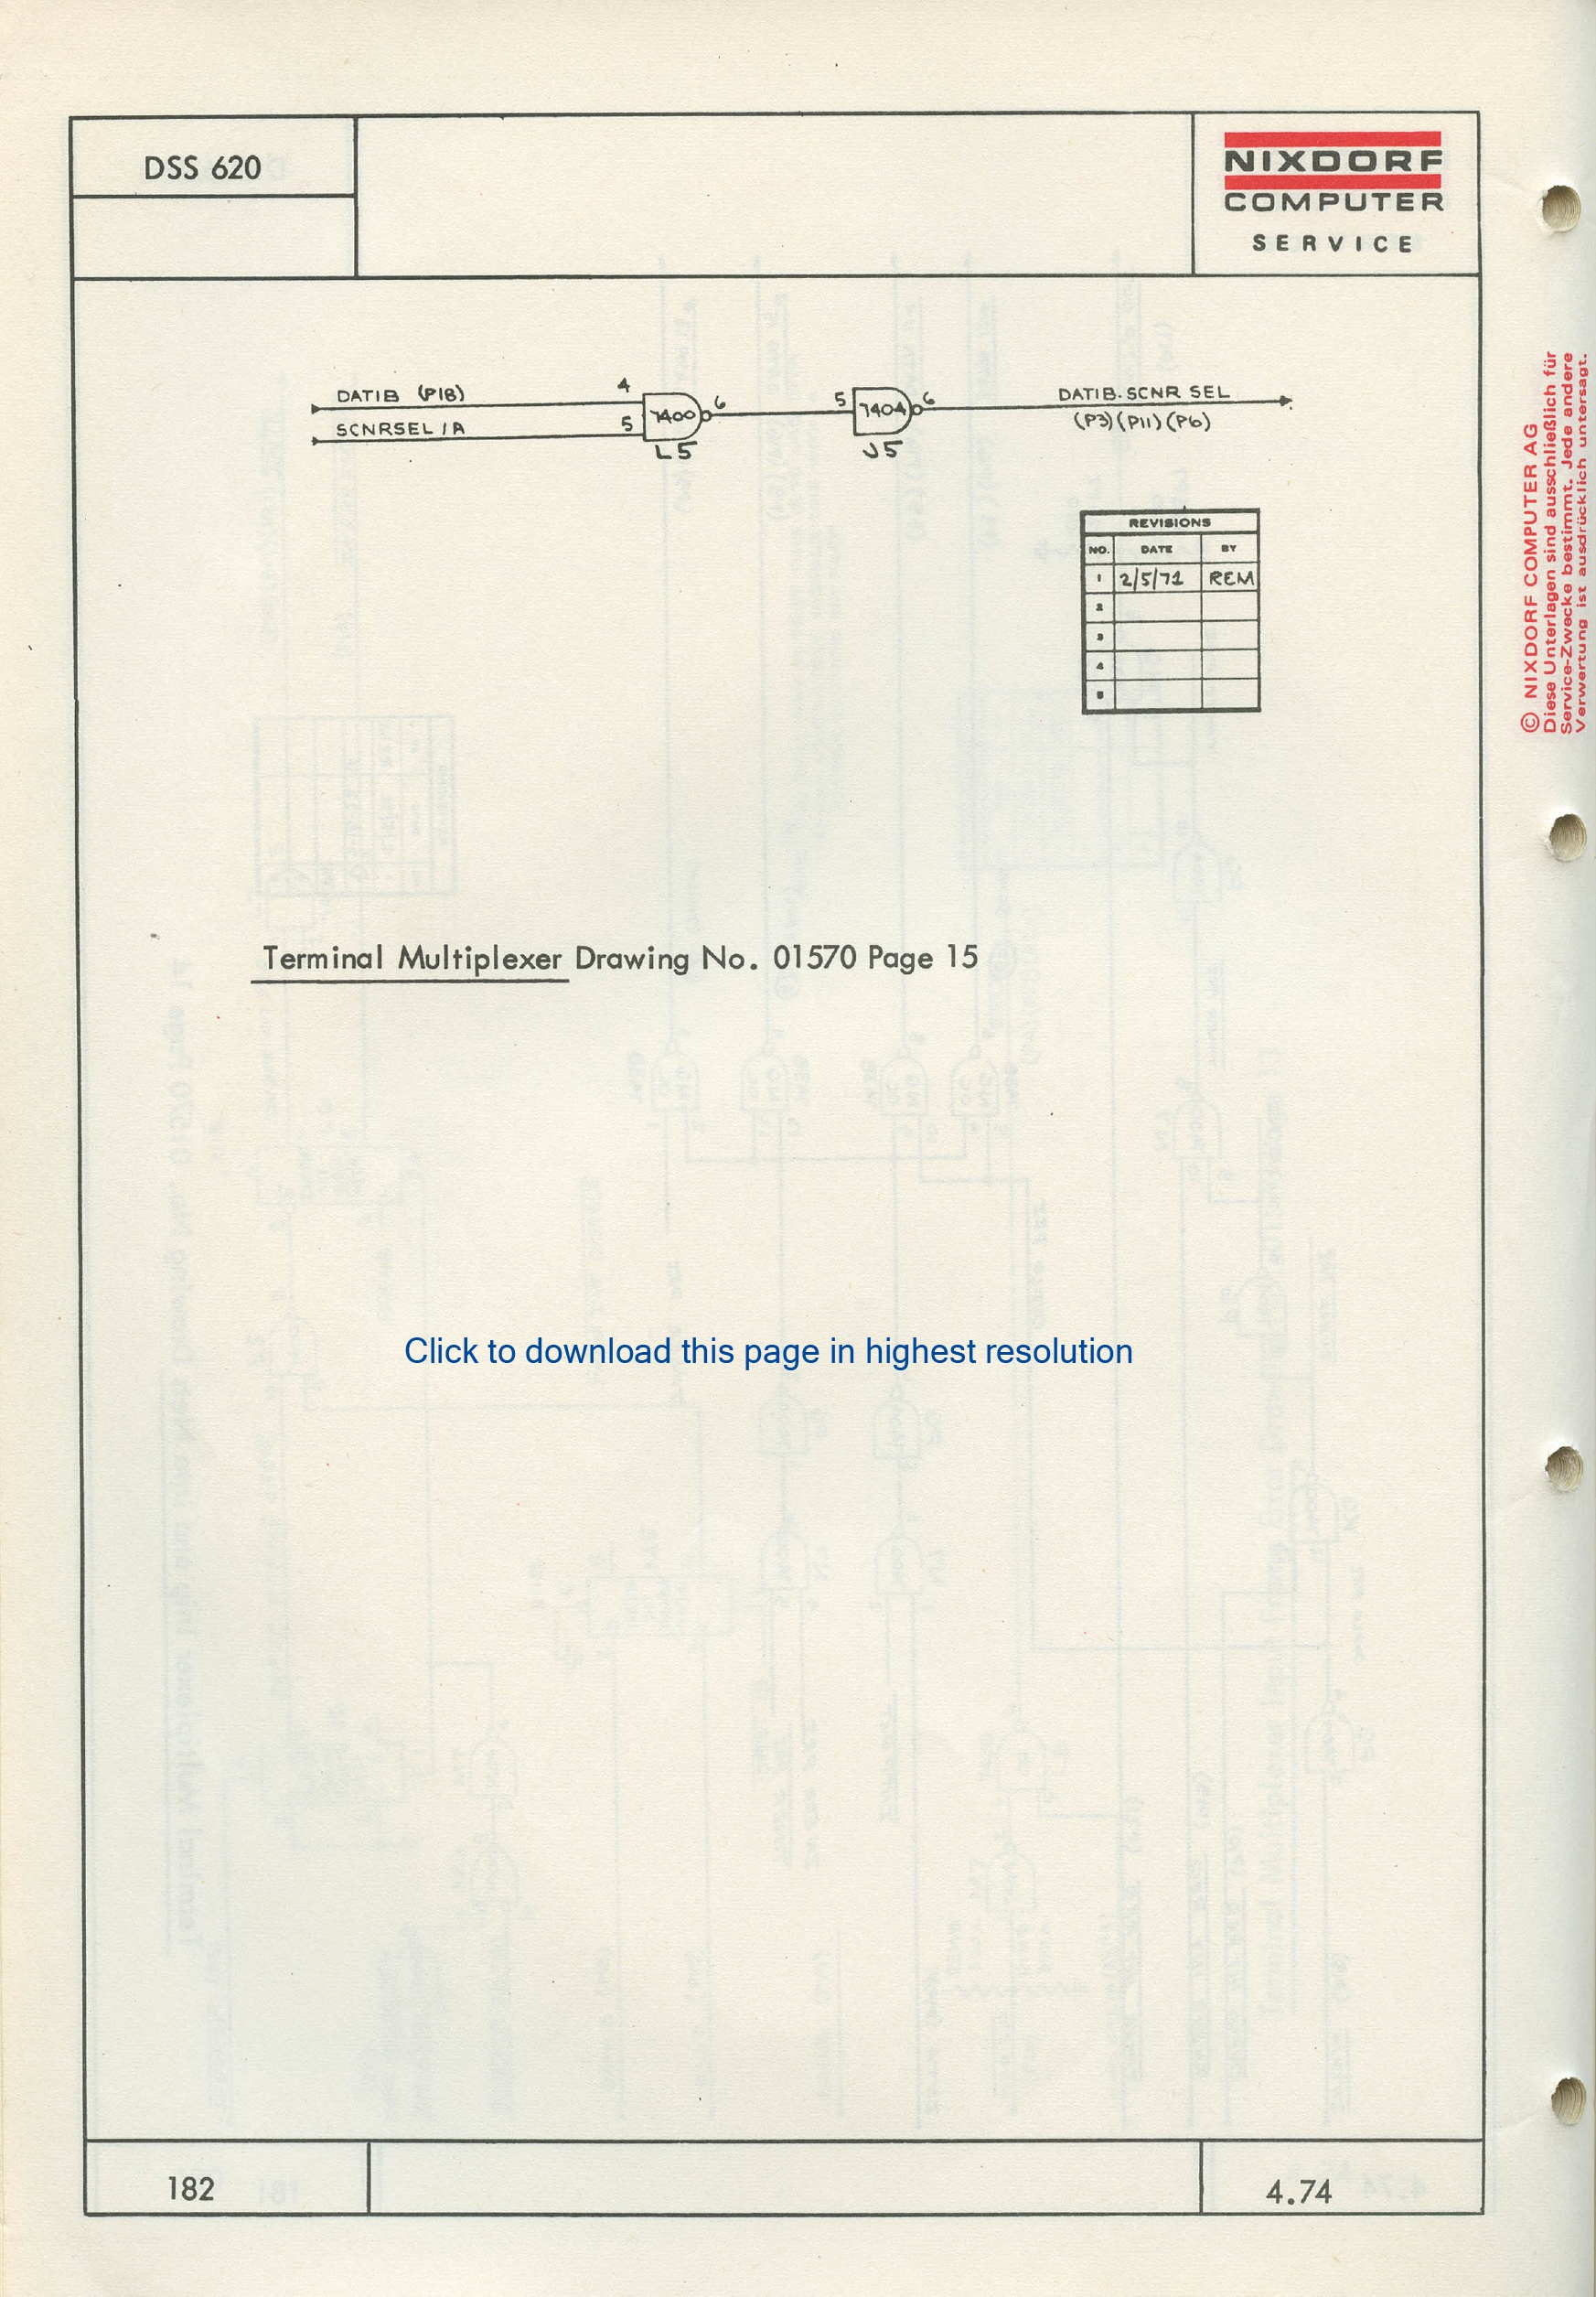 DSS 620
NIXDORF
COMPUTER
SERVICE
DATIB (P18)
4
7400
6
5
7404
6
DATIB·SCNR SEL
SCNRSEL/A
5
(P3)(P11)(P6)
L5
J5
REVISIONS
NO. DATE BY
1 2/5/71 REM
2
3
4
5
© NIXDORF COMPUTER AG
Diese Unterlagen sind ausschließlich für
Service-Zwecke bestimmt. Jede andere
Verwertung ist ausdrücklich untersagt.
Terminal Multiplexer Drawing No. 01570 Page 15
Click to download this page in highest resolution
182
4.74